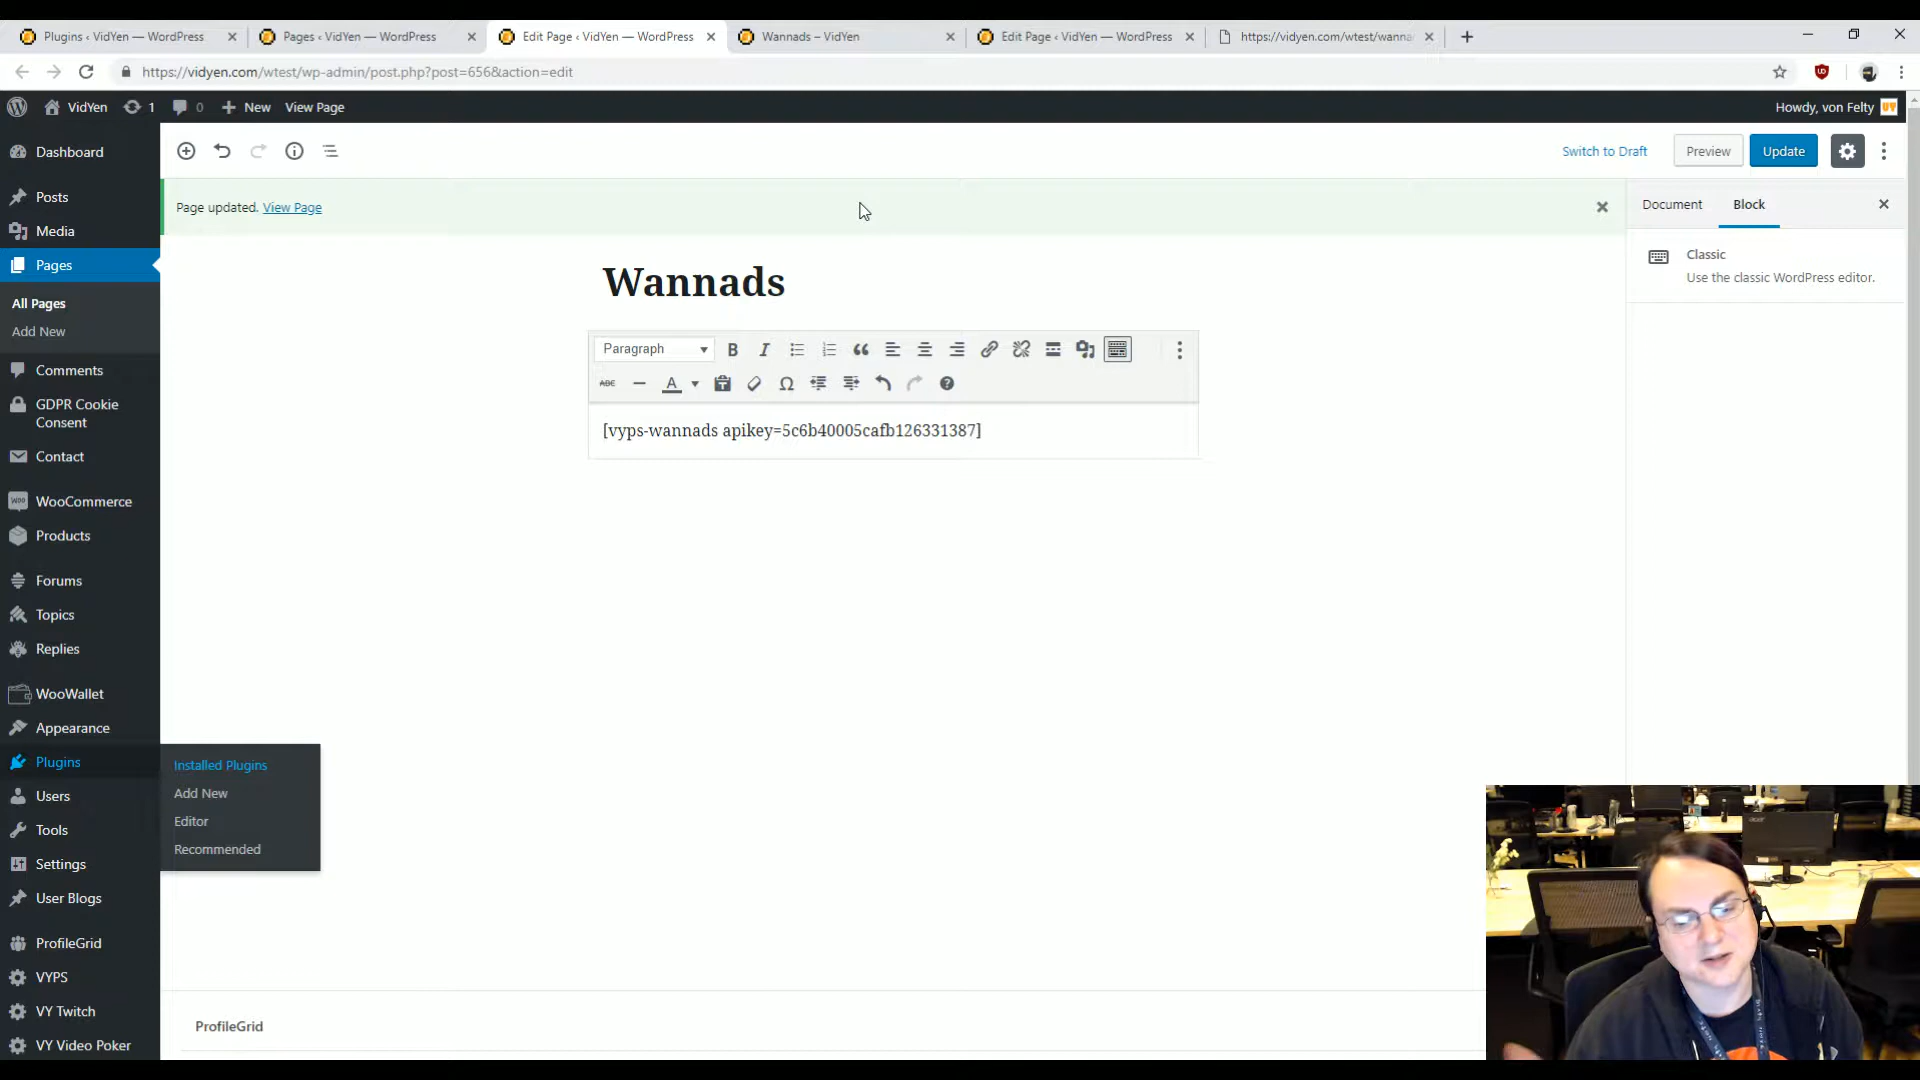 Plugins ‹ VidYen — WordPress
Pages ‹ VidYen — WordPress
Edit Page ‹ VidYen — WordPress
Wannads – VidYen
Edit Page ‹ VidYen — WordPress
https://vidyen.com/wtest/wanna
https://vidyen.com/wtest/wp-admin/post.php?post=656&action=edit
VidYen
1
0
New
View Page
Howdy, von Felty
Dashboard
Posts
Media
Pages
All Pages
Add New
Comments
GDPR Cookie
Consent
Contact
WooCommerce
Products
Forums
Topics
Replies
WooWallet
Appearance
Plugins
Users
Tools
Settings
User Blogs
ProfileGrid
VYPS
VY Twitch
VY Video Poker
Installed Plugins
Add New
Editor
Recommended
Switch to Draft
Preview
Update
Page updated. View Page
Wannads
Paragraph
B
I
ABC
A
[vyps-wannads apikey=5c6b40005cafb126331387]
ProfileGrid
Document
Block
Classic
Use the classic WordPress editor.
acer